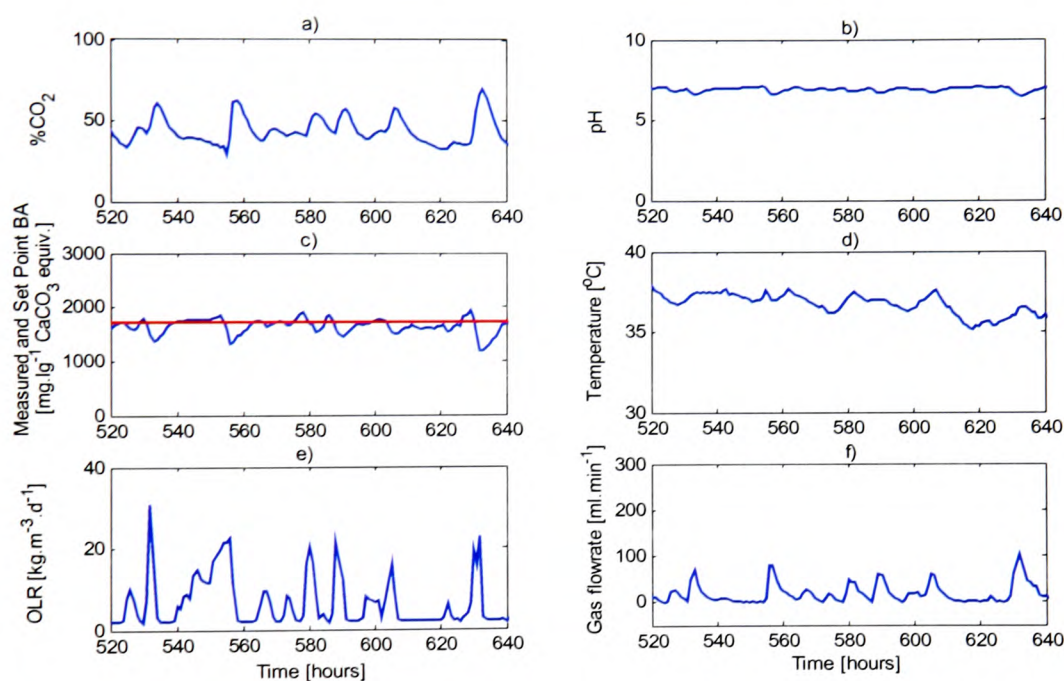 a)
100
50
0
%CO2
520 540 560 580 600 620 640
b)
10
5
0
pH
520 540 560 580 600 620 640
c)
3000
2000
1000
0
Measured and Set Point BA
[mg.lg-1 CaCO3 equiv.]
520 540 560 580 600 620 640
d)
40
35
30
Temperature [ºC]
520 540 560 580 600 620 640
e)
40
20
0
OLR [kg.m-3.d-1]
520 540 560 580 600 620 640
Time [hours]
f)
300
200
100
0
Gas flowrate [ml.min-1]
520 540 560 580 600 620 640
Time [hours]